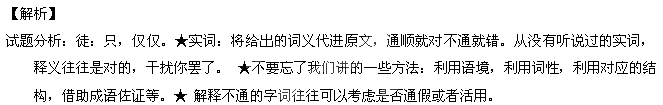 【解析】
试题分析：徒：只，仅仅。★实词：将给出的词义代进原文，通顺就对不通就错。从没有听说过的实词，
释义往往是对的，干扰你罢了。 ★不要忘了我们讲的一些方法：利用语境，利用词性，利用对应的结
构，借助成语佐证等。★ 解释不通的字词往往可以考虑是否通假或者活用。